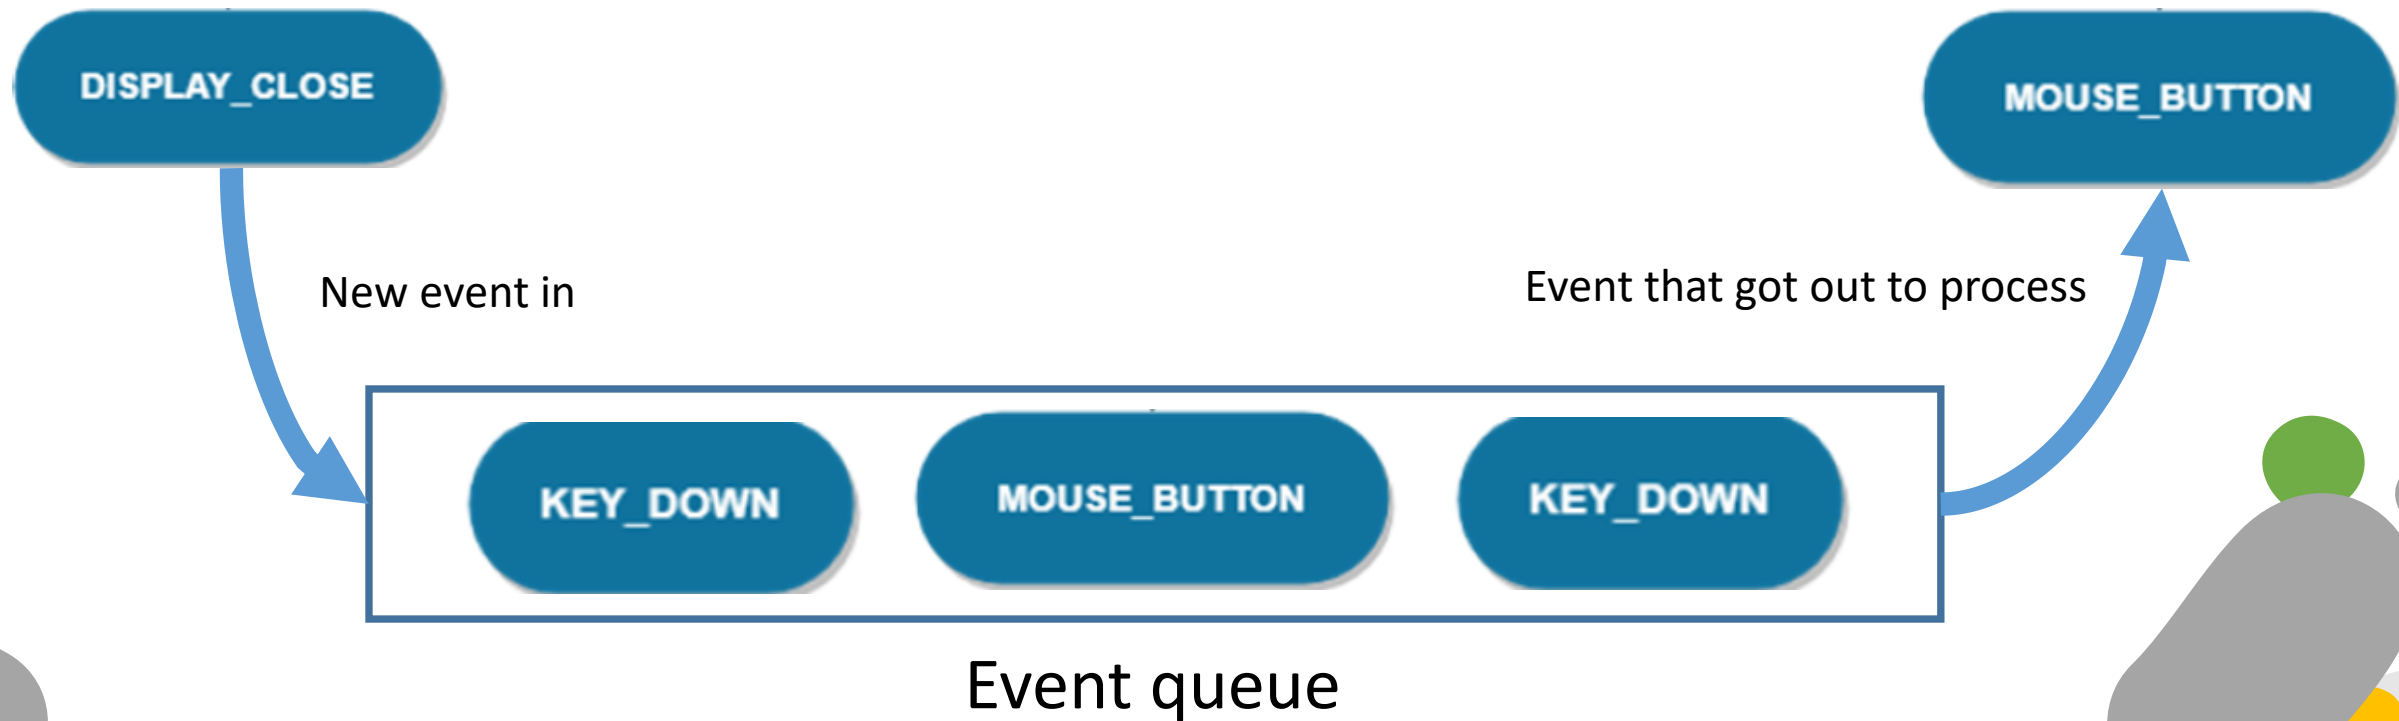 DISPLAY_CLOSE
MOUSE_BUTTON
New event in
Event that got out to process
KEY_DOWN
MOUSE_BUTTON
KEY_DOWN
Event queue